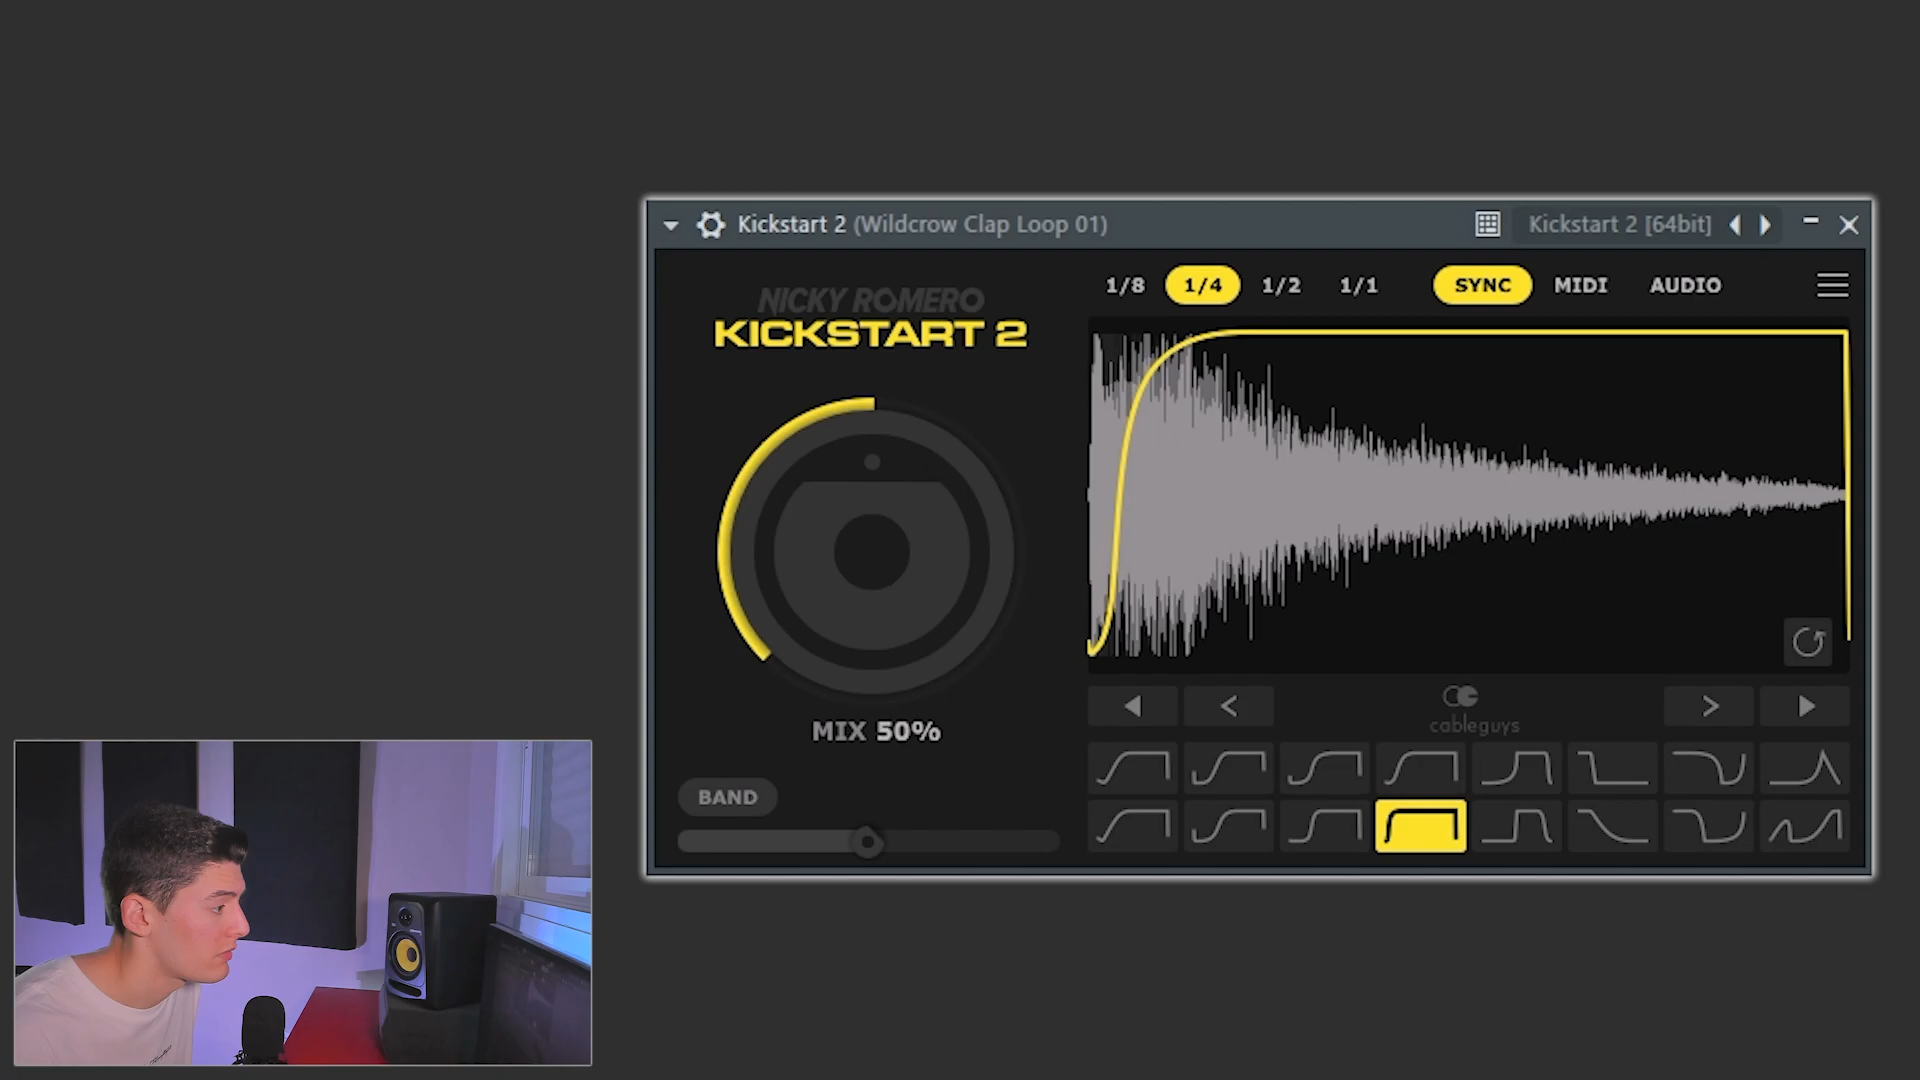 Kickstart 2 (Wildcrow Clap Loop 01)
Kickstart 2 [64bit]
NICKY ROMERO
KICKSTART 2
1/8 1/4 1/2 1/1 SYNC MIDI AUDIO
cableguys
MIX 50%
BAND